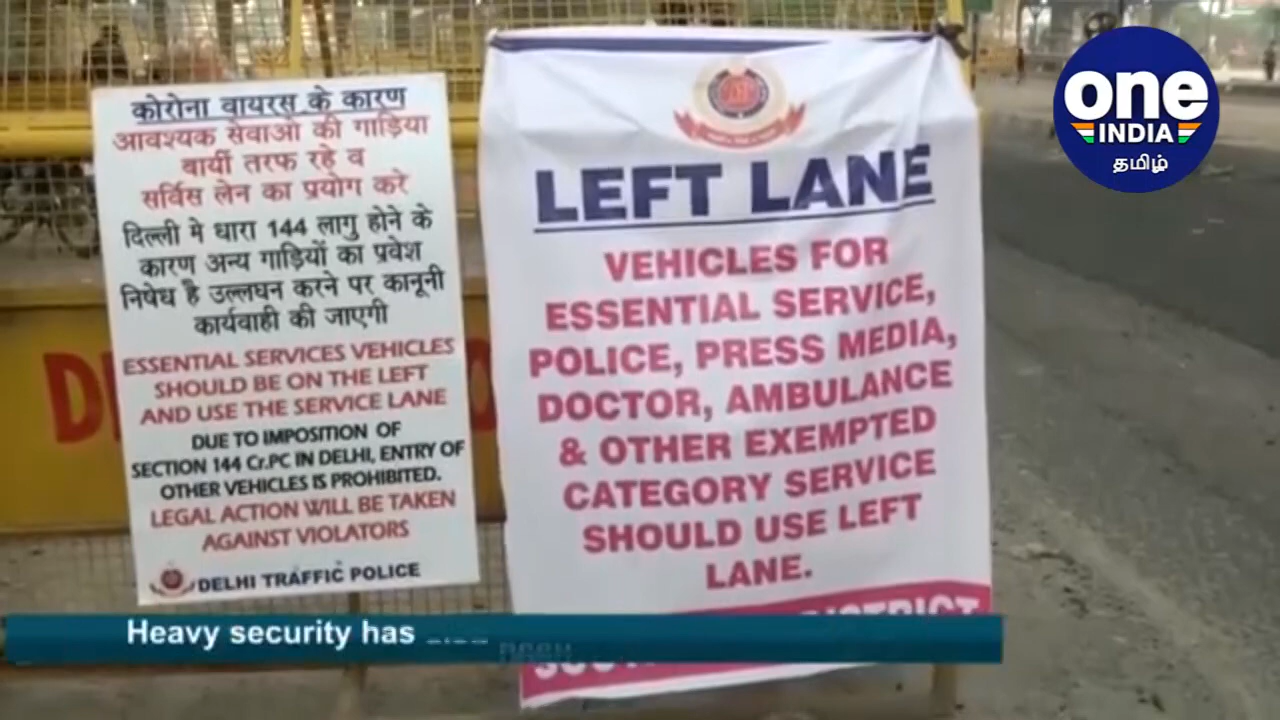 कोरोना वायरस के कारण
आवश्यक सेवाओ की गाड़िया
बायीं तरफ रहे व
सर्विस लेन का प्रयोग करे
दिल्ली मे धारा 144 लागु होने के
कारण अन्य गाड़ियों का प्रवेश
निषेध है उल्लघन करने पर कानूनी
कार्यवाही की जाएगी
ESSENTIAL SERVICES VEHICLES
SHOULD BE ON THE LEFT
AND USE THE SERVICE LANE
DUE TO IMPOSITION OF
SECTION 144 Cr.PC IN DELHI, ENTRY OF
OTHER VEHICLES IS PROHIBITED.
LEGAL ACTION WILL BE TAKEN
AGAINST VIOLATORS
DELHI TRAFFIC POLICE
LEFT LANE
VEHICLES FOR
ESSENTIAL SERVICE,
POLICE, PRESS MEDIA,
DOCTOR, AMBULANCE
& OTHER EXEMPTED
CATEGORY SERVICE
SHOULD USE LEFT
LANE.
DISTRICT
one
INDIA
தமிழ்
Heavy security has